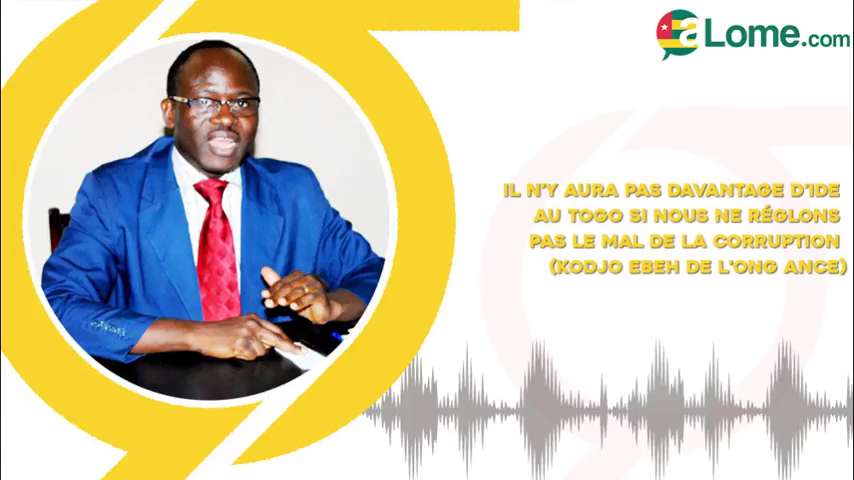 aLome.com
IL N'Y AURA PAS DAVANTAGE D'IDE
AU TOGO SI NOUS NE RÉGLONS
PAS LE MAL DE LA CORRUPTION
(KODJO EBEH DE L'ONG ANCE)